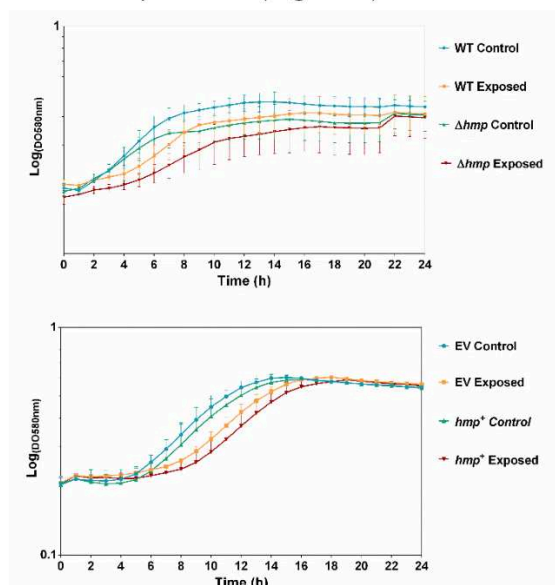 1
WT Control
WT Exposed
Δhmp Control
Δhmp Exposed
Log(DO580nm)
0 2 4 6 8 10 12 14 16 18 20 22 24
Time (h)
1
EV Control
EV Exposed
hmp+ Control
hmp+ Exposed
Log(DO580nm)
0.1
0 2 4 6 8 10 12 14 16 18 20 22 24
Time (h)